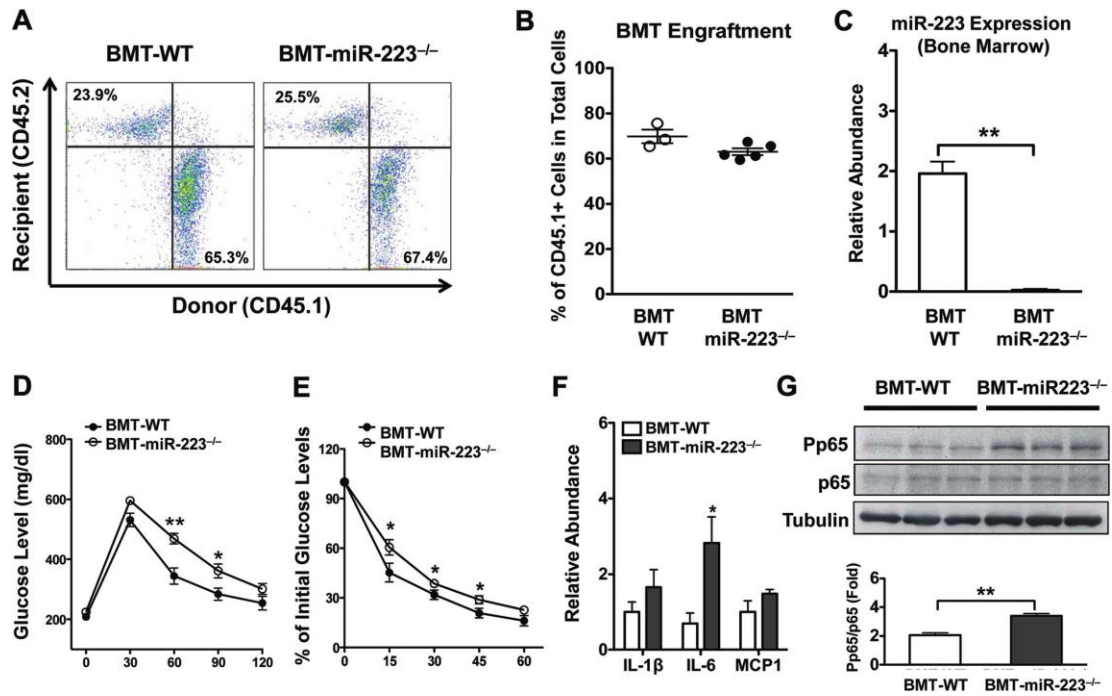 A
BMT-WT
BMT-miR-223–/–
23.9%
65.3%
25.5%
67.4%
Recipient (CD45.2)
Donor (CD45.1)
B
BMT Engraftment
% of CD45.1+ Cells in Total Cells
100
80
60
40
20
0
BMT
WT
BMT
miR-223–/–
C
miR-223 Expression
(Bone Marrow)
Relative Abundance
4
3
2
1
0
**
BMT
WT
BMT
miR-223–/–
D
BMT-WT
BMT-miR-223–/–
Glucose Level (mg/dl)
800
600
400
200
**
*
0 30 60 90 120
E
BMT-WT
BMT-miR-223–/–
% of Initial Glucose Levels
120
90
60
30
0
*
*
*
0 15 30 45 60
F
BMT-WT
BMT-miR-223–/–
Relative Abundance
6
4
2
0
*
IL-1β IL-6 MCP1
G
BMT-WT BMT-miR223–/–
Pp65
p65
Tubulin
Pp65/p65 (Fold)
6
4
2
0
**
BMT-WT BMT-miR-223–/–